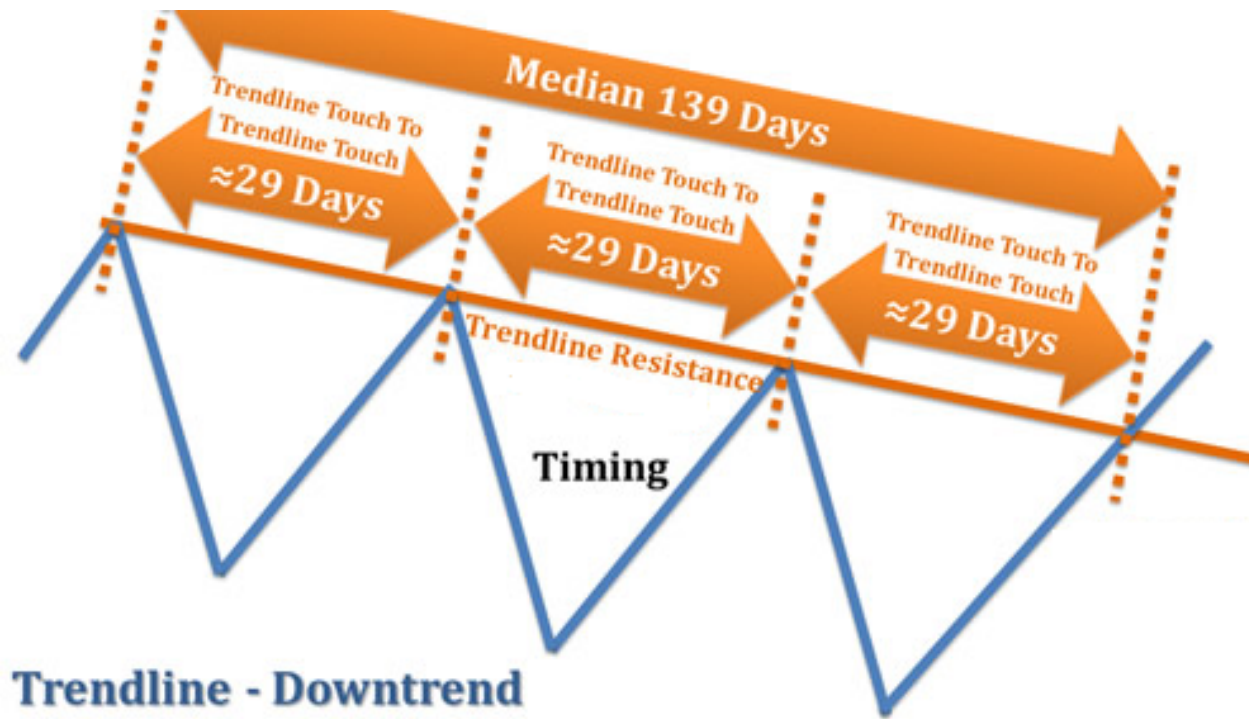 Median 139 Days
Trendline Touch To
Trendline Touch
≈29 Days
Trendline Touch To
Trendline Touch
≈29 Days
Trendline Touch To
Trendline Touch
≈29 Days
Trendline Resistance
Timing
Trendline - Downtrend